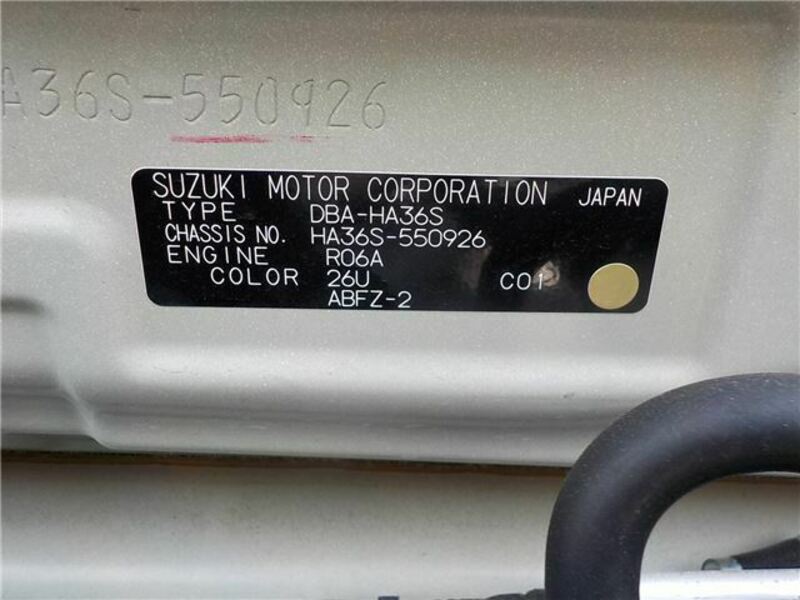 A36S-550926
SUZUKI MOTOR CORPORATION JAPAN
TYPE DBA-HA36S
CHASSIS NO. HA36S-550926
ENGINE R06A
COLOR 26U C01
ABFZ-2